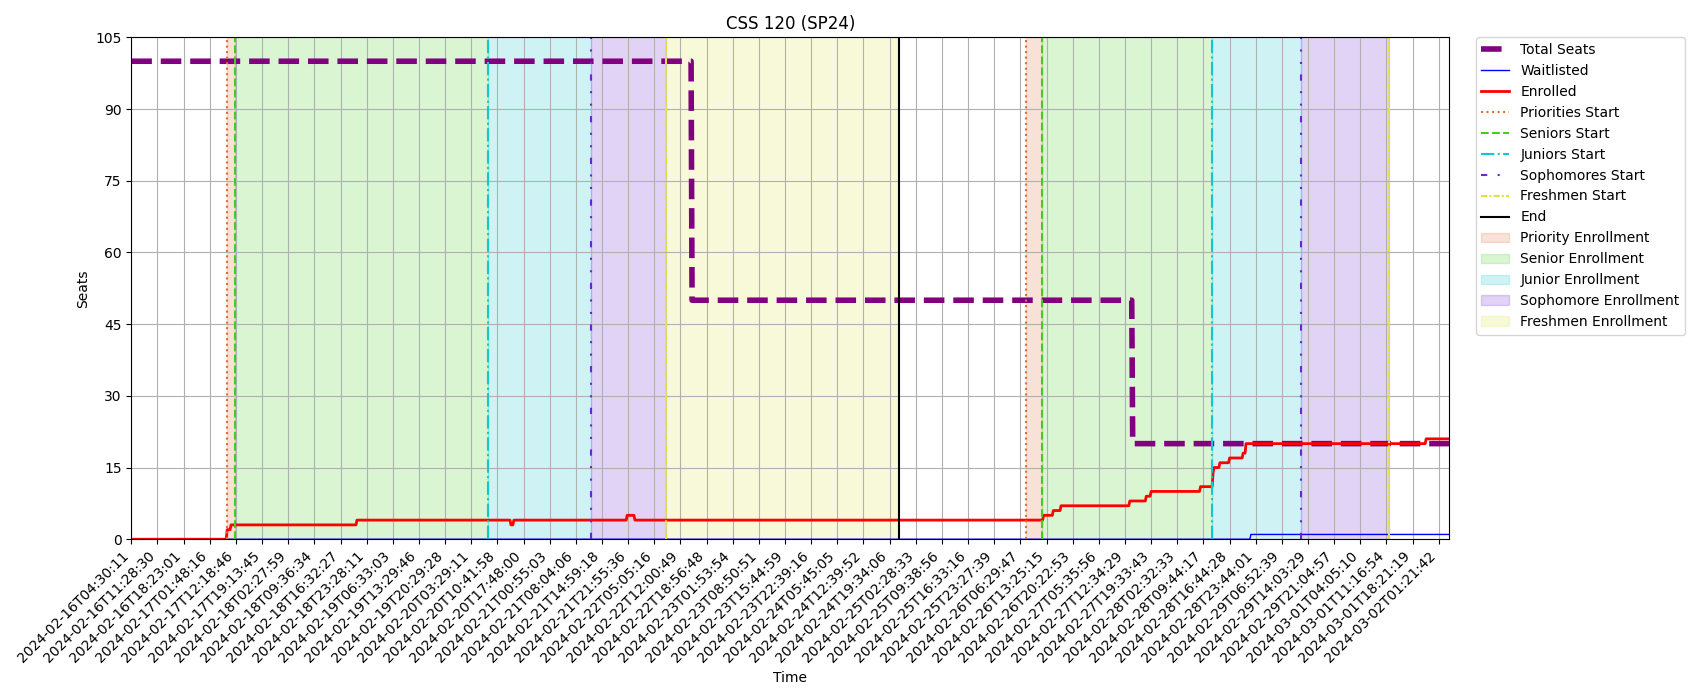 CSS 120 (SP24)
105
90
75
60
45
30
15
0
Seats
2024-02-16T04:30:11
2024-02-16T11:28:30
2024-02-16T18:23:01
2024-02-17T01:48:16
2024-02-17T12:18:46
2024-02-17T19:13:45
2024-02-18T02:27:59
2024-02-18T09:36:34
2024-02-18T16:32:27
2024-02-18T23:28:11
2024-02-19T06:33:03
2024-02-19T13:29:46
2024-02-19T20:29:28
2024-02-20T03:29:11
2024-02-20T10:41:58
2024-02-20T17:48:00
2024-02-21T00:55:03
2024-02-21T08:04:06
2024-02-21T14:59:18
2024-02-21T21:55:36
2024-02-22T05:05:16
2024-02-22T12:00:49
2024-02-22T18:56:48
2024-02-23T01:53:54
2024-02-23T08:50:51
2024-02-23T15:44:59
2024-02-23T22:39:16
2024-02-24T05:45:05
2024-02-24T12:39:52
2024-02-24T19:34:06
2024-02-25T02:28:33
2024-02-25T09:38:56
2024-02-25T16:33:16
2024-02-25T23:27:39
2024-02-26T06:29:47
2024-02-26T13:25:15
2024-02-26T20:22:53
2024-02-27T05:35:56
2024-02-27T12:34:29
2024-02-27T19:33:43
2024-02-28T02:32:33
2024-02-28T09:44:17
2024-02-28T16:44:28
2024-02-28T23:44:01
2024-02-29T06:52:39
2024-02-29T14:03:29
2024-02-29T21:04:57
2024-03-01T04:05:10
2024-03-01T11:16:54
2024-03-01T18:21:19
2024-03-02T01:21:42
Time
Total Seats
Waitlisted
Enrolled
Priorities Start
Seniors Start
Juniors Start
Sophomores Start
Freshmen Start
End
Priority Enrollment
Senior Enrollment
Junior Enrollment
Sophomore Enrollment
Freshmen Enrollment